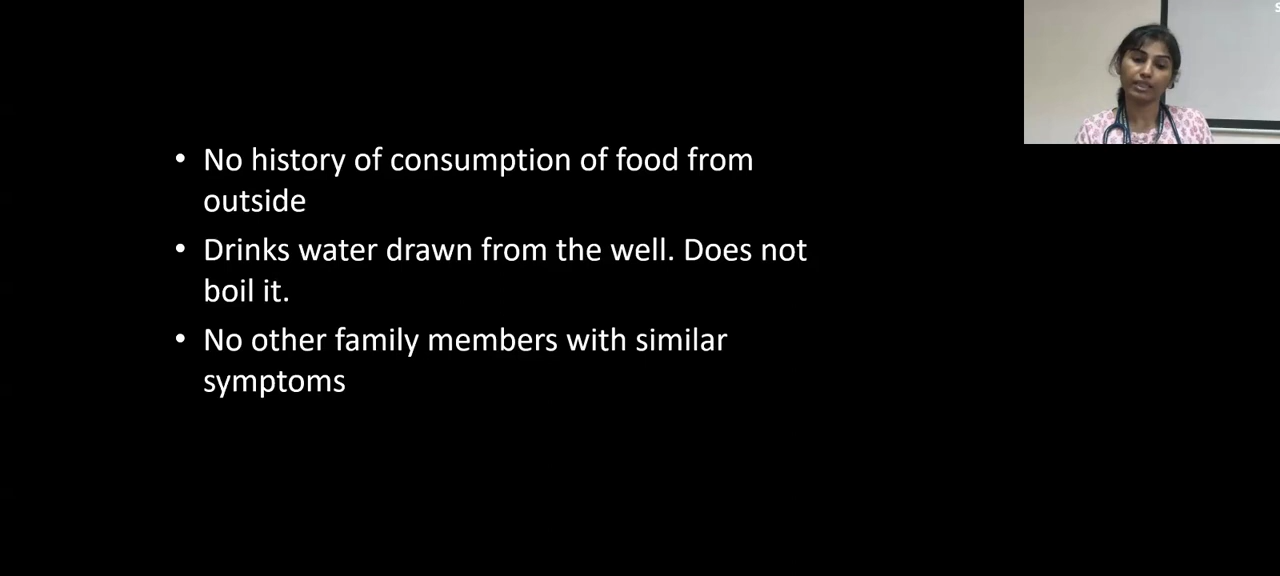 • No history of consumption of food from
outside
• Drinks water drawn from the well. Does not
boil it.
• No other family members with similar
symptoms